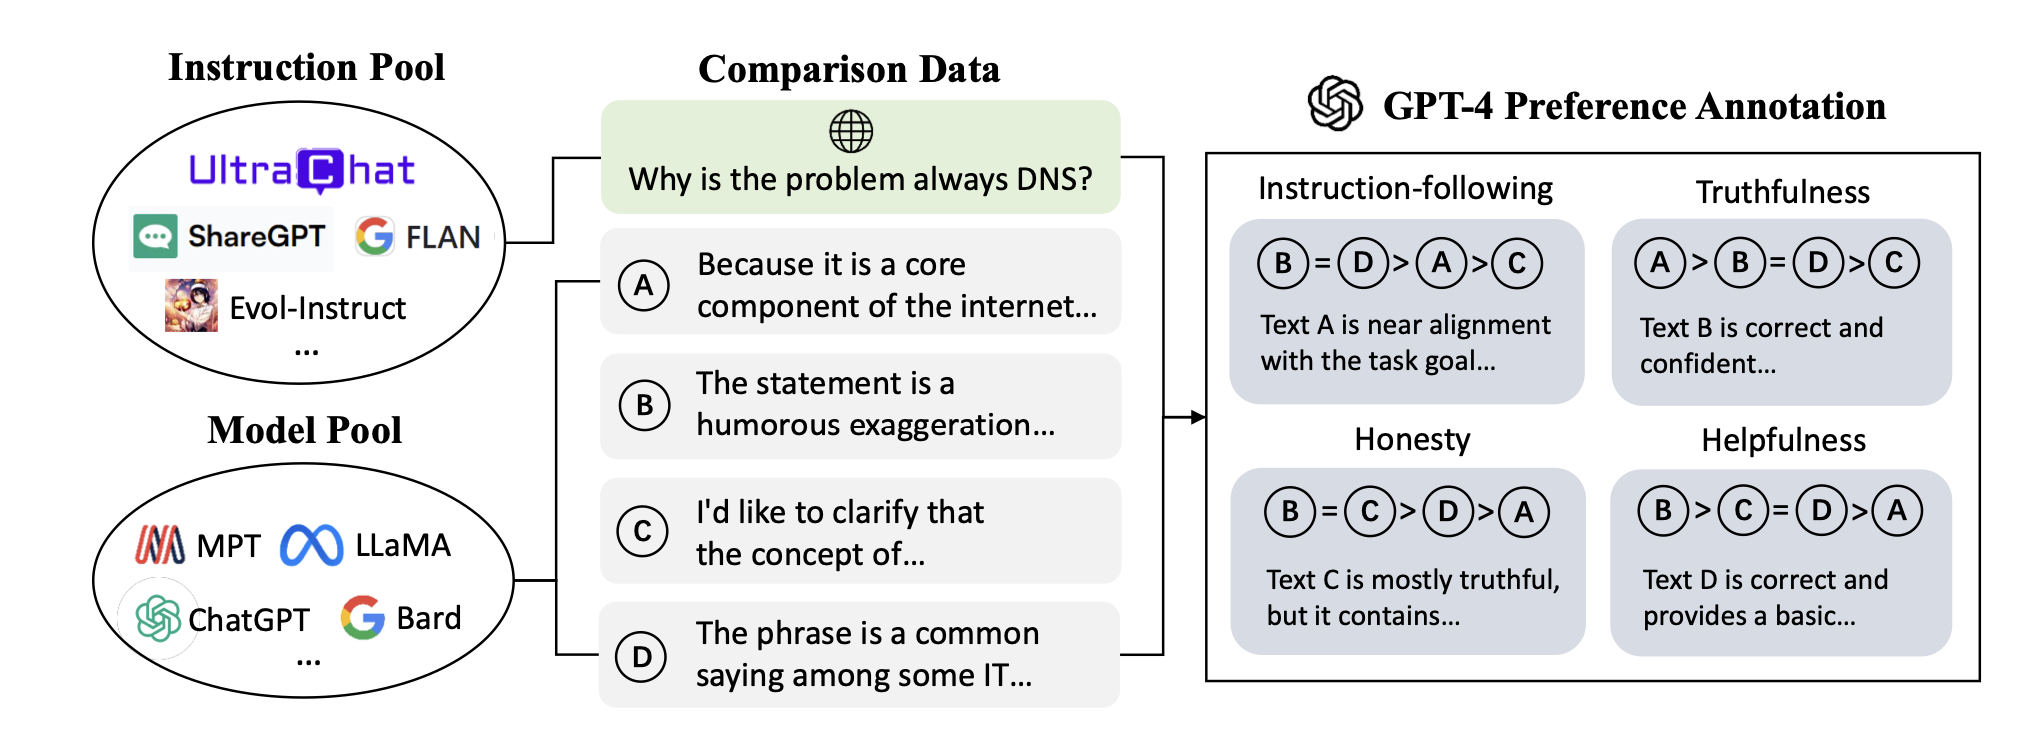 Instruction Pool
UltraChat
ShareGPT
FLAN
Evol-Instruct
...
Model Pool
MPT
LLaMA
ChatGPT
Bard
...
Comparison Data
Why is the problem always DNS?
A
Because it is a core
component of the internet...
B
The statement is a
humorous exaggeration...
C
I'd like to clarify that
the concept of...
D
The phrase is a common
saying among some IT...
GPT-4 Preference Annotation
Instruction-following
B = D > A > C
Text A is near alignment
with the task goal...
Truthfulness
A > B = D > C
Text B is correct and
confident...
Honesty
B = C > D > A
Text C is mostly truthful,
but it contains...
Helpfulness
B > C = D > A
Text D is correct and
provides a basic...